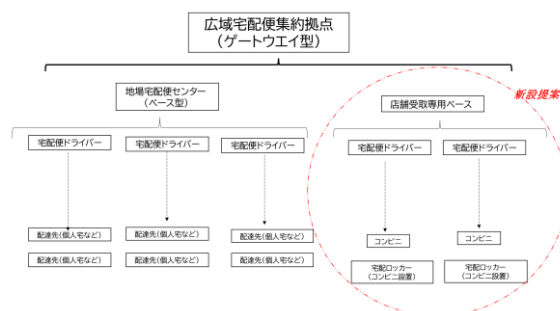 広域宅配便集約拠点
(ゲートウエイ型)
新設提案
地場宅配便センター
(ベース型)
店舗受取専用ベース
宅配便ドライバー
宅配便ドライバー
宅配便ドライバー
宅配便ドライバー
宅配便ドライバー
配達先(個人宅など)
配達先(個人宅など)
配達先(個人宅など)
コンビニ
コンビニ
配達先(個人宅など)
配達先(個人宅など)
配達先(個人宅など)
宅配ロッカー
(コンビニ設置)
宅配ロッカー
(コンビニ設置)